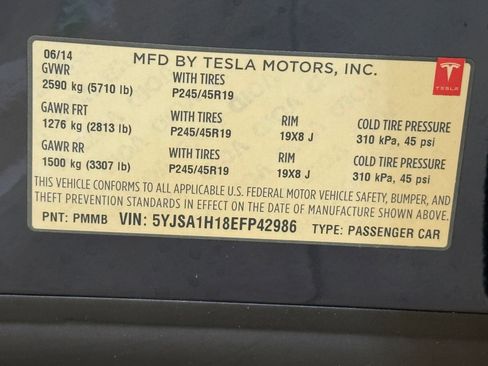 06/14 MFD BY TESLA MOTORS, INC.
TESLA
GVWR WITH TIRES
2590 kg (5710 lb) P245/45R19
GAWR FRT WITH TIRES RIM COLD TIRE PRESSURE
1276 kg (2813 lb) P245/45R19 19X8 J 310 kPa, 45 psi
GAWR RR WITH TIRES RIM COLD TIRE PRESSURE
1500 kg (3307 lb) P245/45R19 19X8 J 310 kPa, 45 psi
THIS VEHICLE CONFORMS TO ALL APPLICABLE U.S. FEDERAL MOTOR VEHICLE SAFETY, BUMPER, AND
THEFT PREVENTION STANDARDS IN EFFECT ON THE DATE OF MANUFACTURE SHOWN ABOVE.
PNT: PMMB VIN: 5YJSA1H18EFP42986 TYPE: PASSENGER CAR